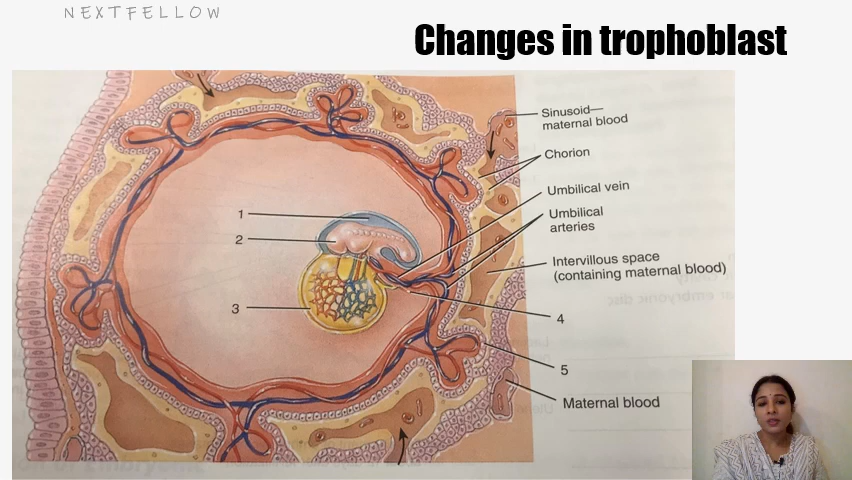 NEXTFELLOW
Changes in trophoblast
Sinusoid—
maternal blood
Chorion
Umbilical vein
Umbilical
arteries
Intervillous space
(containing maternal blood)
1
2
3
4
5
Maternal blood